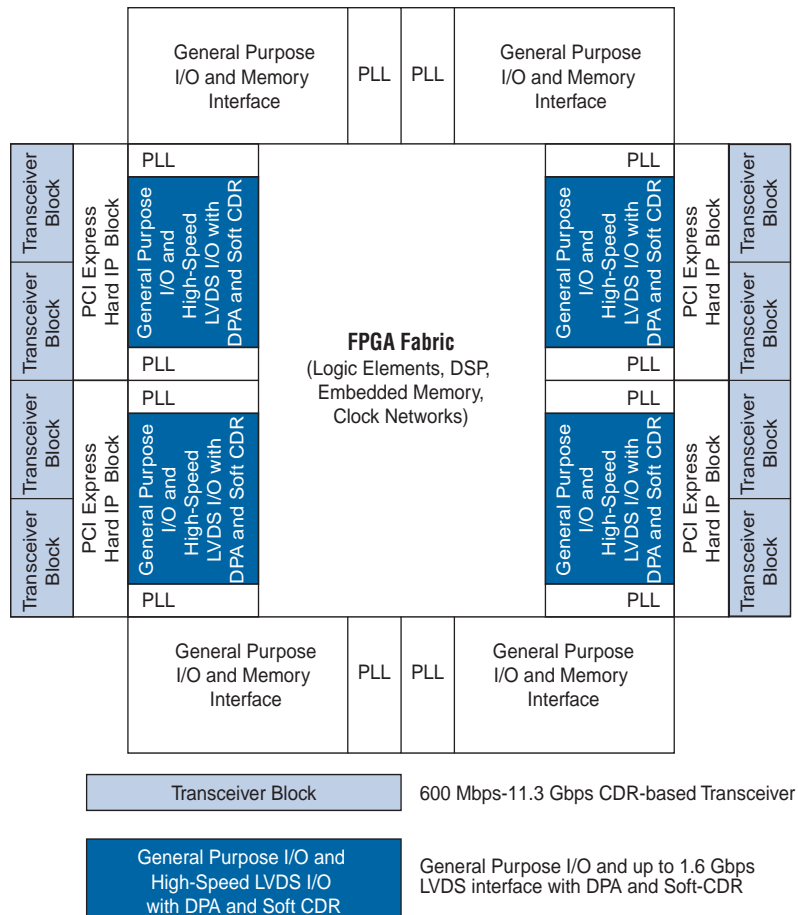 General Purpose
I/O and Memory
Interface
PLL
PLL
General Purpose
I/O and Memory
Interface
Transceiver
Block
Transceiver
Block
PCI Express
Hard IP Block
PLL
General Purpose
I/O and
High-Speed
LVDS I/O with
DPA and Soft CDR
PLL
Transceiver
Block
Transceiver
Block
PCI Express
Hard IP Block
PLL
General Purpose
I/O and
High-Speed
LVDS I/O with
DPA and Soft CDR
PLL
FPGA Fabric
(Logic Elements, DSP,
Embedded Memory,
Clock Networks)
PLL
General Purpose
I/O and
High-Speed
LVDS I/O with
DPA and Soft CDR
PLL
PCI Express
Hard IP Block
Transceiver
Block
Transceiver
Block
PLL
General Purpose
I/O and
High-Speed
LVDS I/O with
DPA and Soft CDR
PLL
PCI Express
Hard IP Block
Transceiver
Block
Transceiver
Block
General Purpose
I/O and Memory
Interface
PLL
PLL
General Purpose
I/O and Memory
Interface
Transceiver Block
600 Mbps-11.3 Gbps CDR-based Transceiver
General Purpose I/O and
High-Speed LVDS I/O
with DPA and Soft CDR
General Purpose I/O and up to 1.6 Gbps
LVDS interface with DPA and Soft-CDR